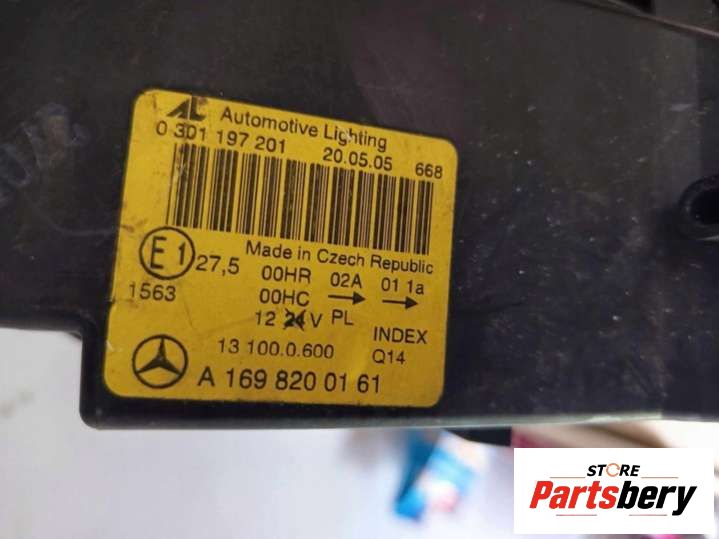 AL Automotive Lighting
0 301 197 201 20.05.05 668
Made in Czech Republic
E1 27,5 00HR 02A 01 1a
1563 00HC → →
12 24 V PL INDEX
13 100.0.600 Q14
A 169 820 01 61
STORE
Partsbery